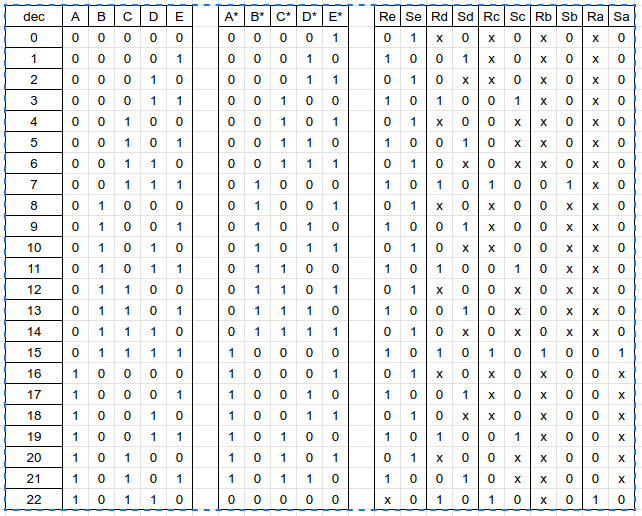 dec A B C D E A* B* C* D* E* Re Se Rd Sd Rc Sc Rb Sb Ra Sa
0 0 0 0 0 0 0 0 0 0 1 0 1 x 0 x 0 x 0 x 0
1 0 0 0 0 1 0 0 0 1 0 1 0 0 1 x 0 x 0 x 0
2 0 0 0 1 0 0 0 0 1 1 0 1 0 x x 0 x 0 x 0
3 0 0 0 1 1 0 0 1 0 0 1 0 1 0 0 1 x 0 x 0
4 0 0 1 0 0 0 0 1 0 1 0 1 x 0 0 x x 0 x 0
5 0 0 1 0 1 0 0 1 1 0 1 0 0 1 0 x x 0 x 0
6 0 0 1 1 0 0 0 1 1 1 0 1 0 x 0 x x 0 x 0
7 0 0 1 1 1 0 1 0 0 0 1 0 1 0 1 0 0 1 x 0
8 0 1 0 0 0 0 1 0 0 1 0 1 x 0 x 0 0 x x 0
9 0 1 0 0 1 0 1 0 1 0 1 0 0 1 x 0 0 x x 0
10 0 1 0 1 0 0 1 0 1 1 0 1 0 x x 0 0 x x 0
11 0 1 0 1 1 0 1 1 0 0 1 0 1 0 0 1 0 x x 0
12 0 1 1 0 0 0 1 1 0 1 0 1 x 0 0 x 0 x x 0
13 0 1 1 0 1 0 1 1 1 0 1 0 0 1 0 x 0 x x 0
14 0 1 1 1 0 0 1 1 1 1 0 1 0 x 0 x 0 x x 0
15 0 1 1 1 1 1 0 0 0 0 1 0 1 0 1 0 1 0 0 1
16 1 0 0 0 0 1 0 0 0 1 0 1 x 0 x 0 x 0 0 x
17 1 0 0 0 1 1 0 0 1 0 1 0 0 1 x 0 x 0 0 x
18 1 0 0 1 0 1 0 0 1 1 0 1 0 x x 0 x 0 0 x
19 1 0 0 1 1 1 0 1 0 0 1 0 1 0 0 1 x 0 0 x
20 1 0 1 0 0 1 0 1 0 1 0 1 x 0 0 x x 0 0 x
21 1 0 1 0 1 1 0 1 1 0 1 0 0 1 0 x x 0 0 x
22 1 0 1 1 0 0 0 0 0 0 x 0 1 0 1 0 x 0 1 0